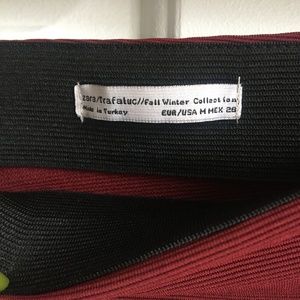 zara/trafaluc//Fall Winter Collection
Made in Turkey EUR/USA M MEX 28